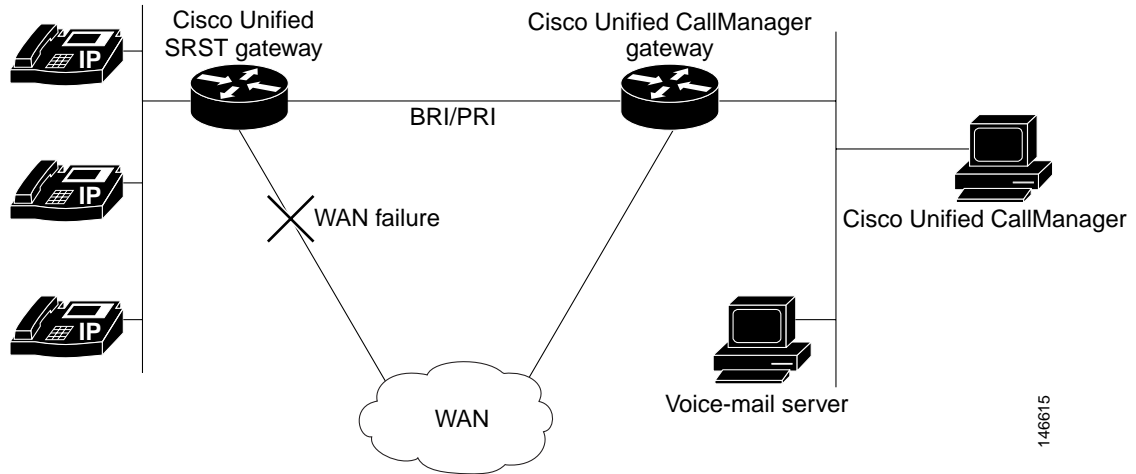 Cisco Unified
SRST gateway
Cisco Unified CallManager
gateway
IP
BRI/PRI
IP
WAN failure
Cisco Unified CallManager
IP
Voice-mail server
WAN
146615